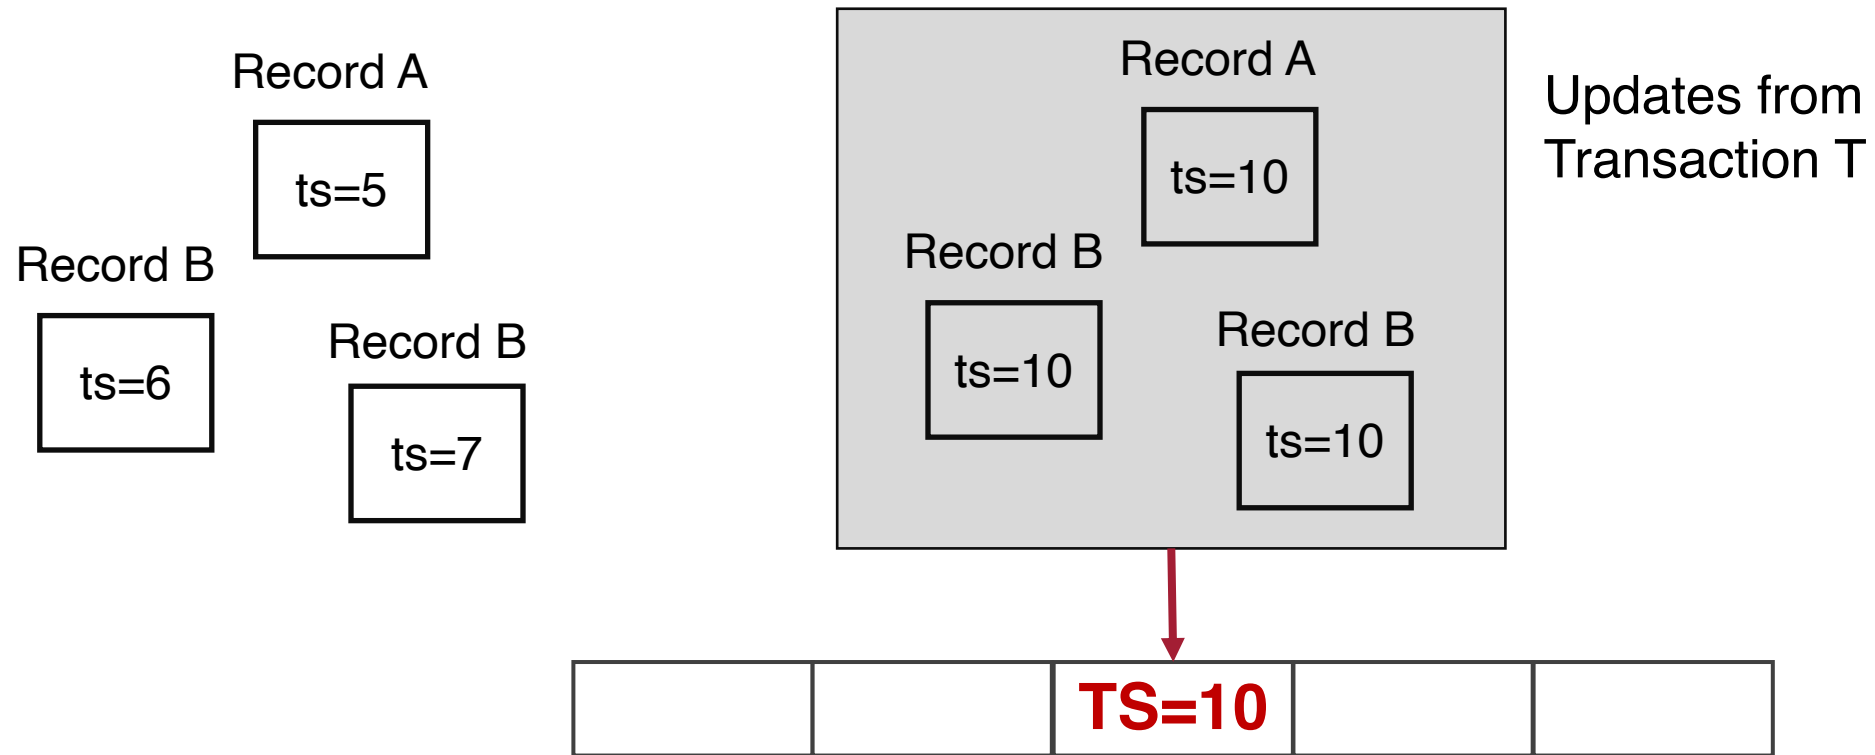 Record A
ts=5
Record B
ts=6
Record B
ts=7
Record A
ts=10
Record B
ts=10
Record B
ts=10
Updates from
Transaction T
TS=10